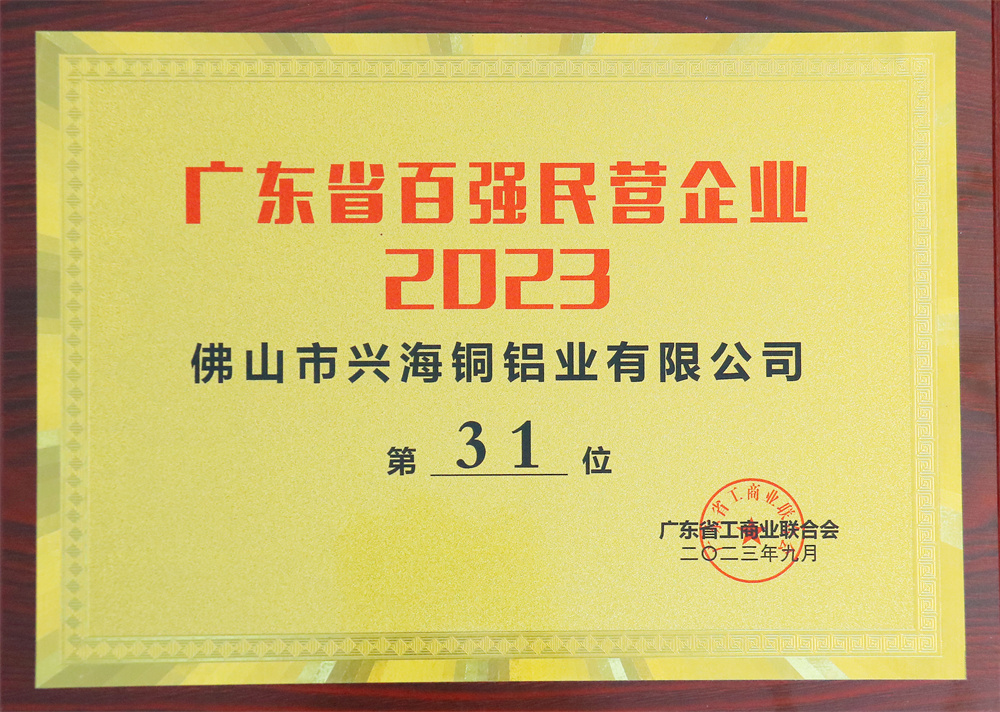 广东省百强民营企业
2023
佛山市兴海铜铝业有限公司
第 31 位
广东省工商业联合会
二〇二三年九月